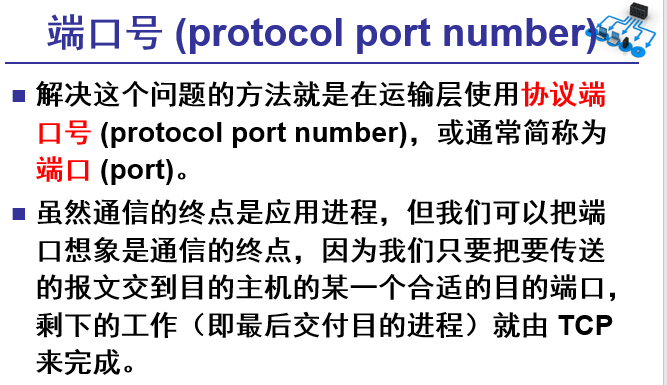 端口号 (protocol port number)
解决这个问题的方法就是在运输层使用协议端
口号 (protocol port number)，或通常简称为
端口 (port)。
虽然通信的终点是应用进程，但我们可以把端
口想象是通信的终点，因为我们只要把要传送
的报文交到目的主机的某一个合适的目的端口，
剩下的工作（即最后交付目的进程）就由 TCP
来完成。